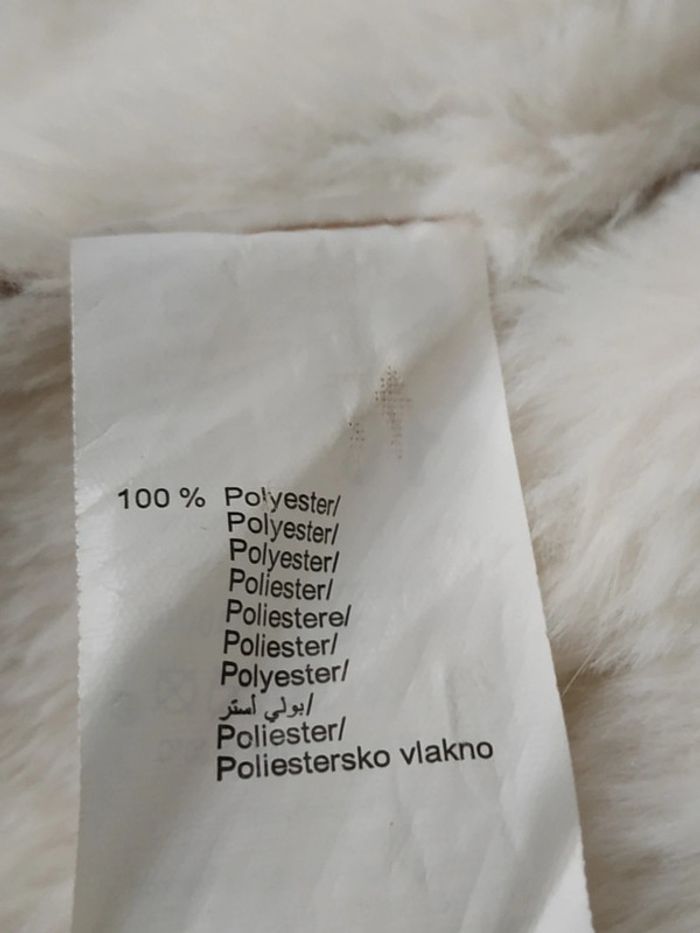 100 % Polyester/
Polyester/
Polyester/
Poliester/
Poliestere/
Poliester/
Polyester/
بولي أستر/
Poliester/
Poliestersko vlakno